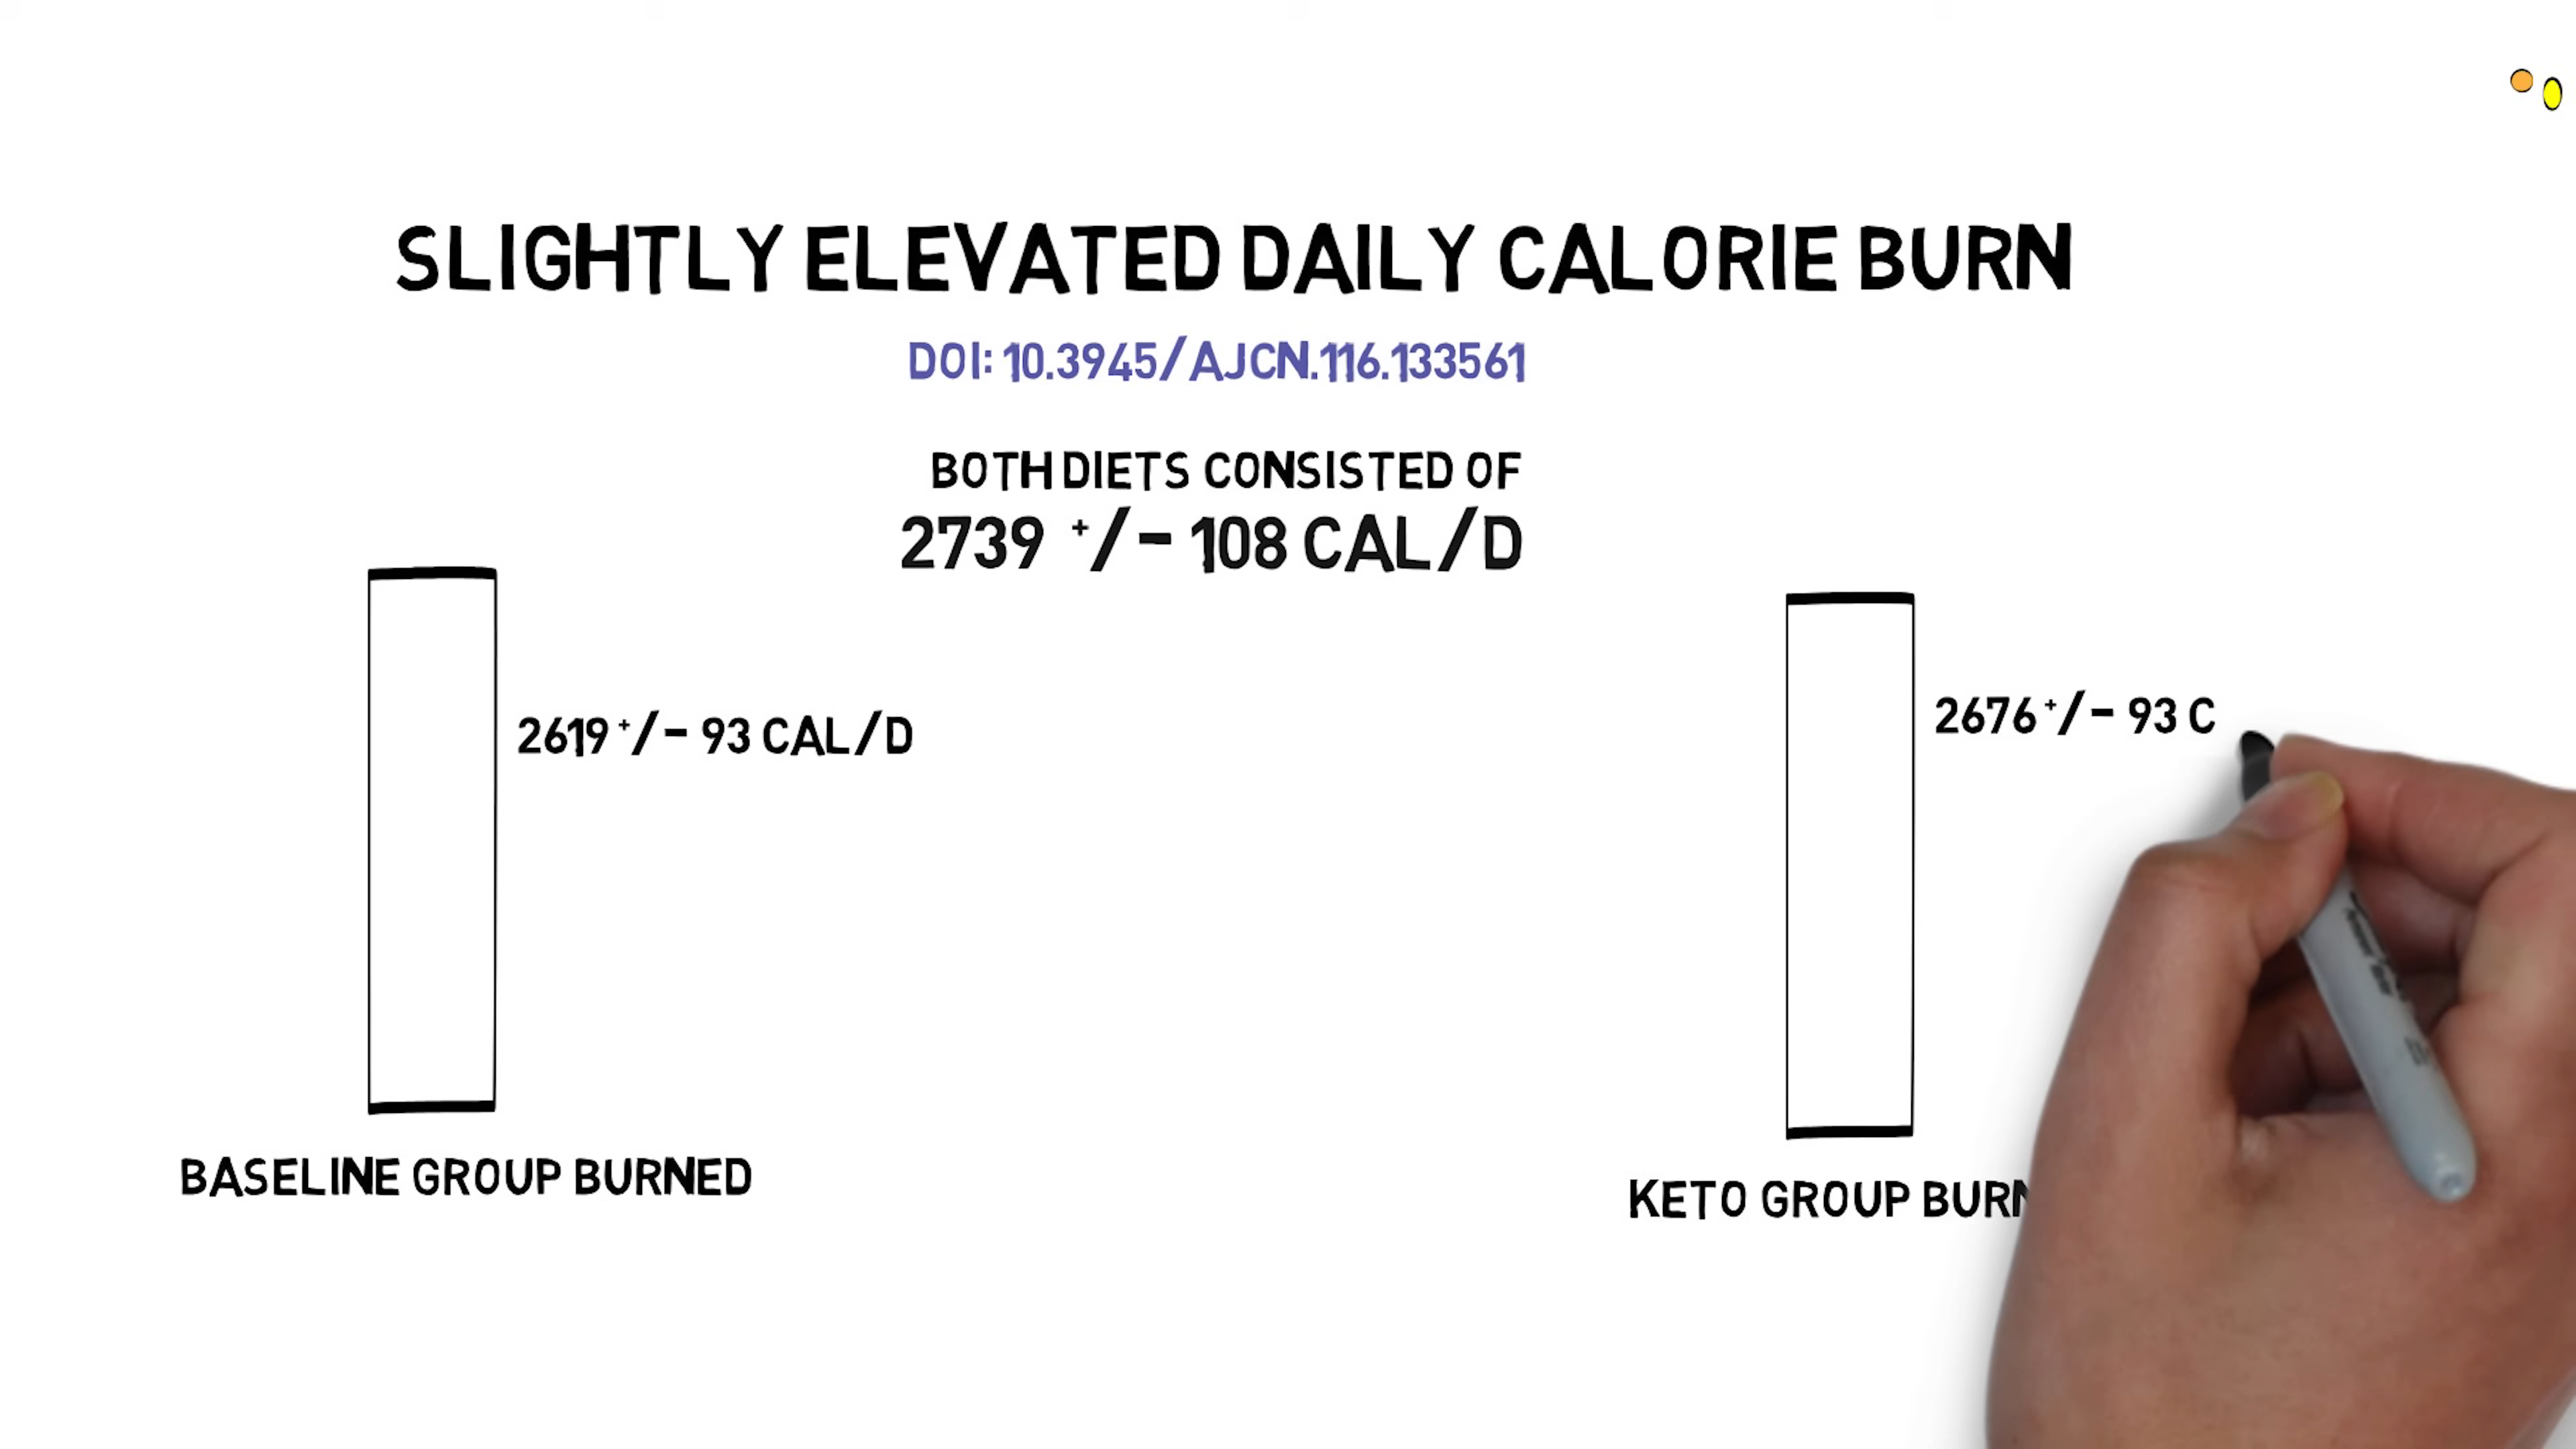 SLIGHTLY ELEVATED DAILY CALORIE BURN
DOI: 10.3945/AJCN.116.133561
BOTH DIETS CONSISTED OF
2739 +/- 108 CAL/D
2619 +/- 93 CAL/D
2676 +/- 93 C
BASELINE GROUP BURNED
KETO GROUP BURN